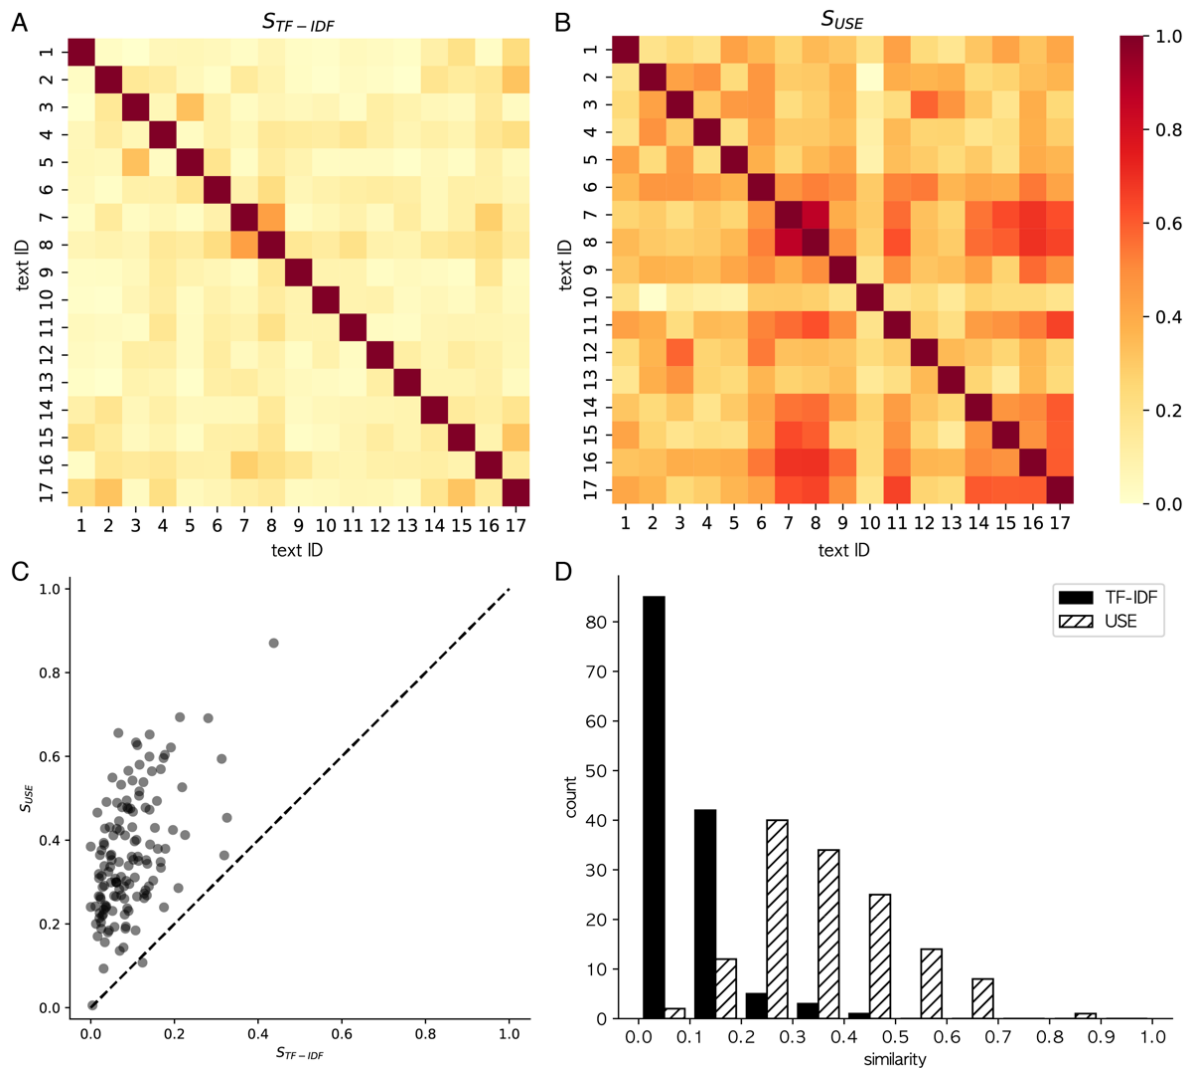 A
S_TF−IDF
1
2
3
4
5
6
7
8
9
10
11
12
13
14
15
16
17
text ID
1 2 3 4 5 6 7 8 9 10 11 12 13 14 15 16 17
text ID
B
S_USE
1
2
3
4
5
6
7
8
9
10
11
12
13
14
15
16
17
text ID
1 2 3 4 5 6 7 8 9 10 11 12 13 14 15 16 17
text ID
1.0
0.8
0.6
0.4
0.2
0.0
C
1.0
0.8
0.6
0.4
0.2
0.0
s_USE
0.0 0.2 0.4 0.6 0.8 1.0
S_TF−IDF
D
TF-IDF
USE
80
70
60
50
40
30
20
10
0
count
0.0 0.1 0.2 0.3 0.4 0.5 0.6 0.7 0.8 0.9 1.0
similarity